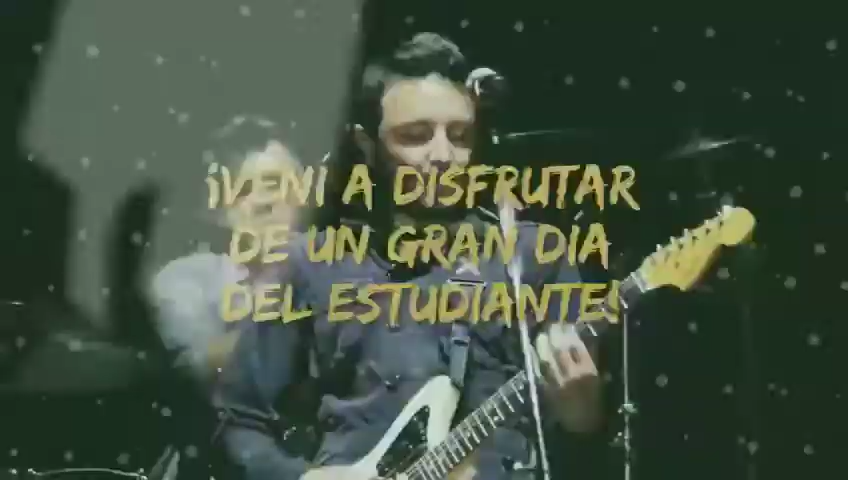 ¡VENI A DISFRUTAR
DE UN GRAN DIA
DEL ESTUDIANTE!